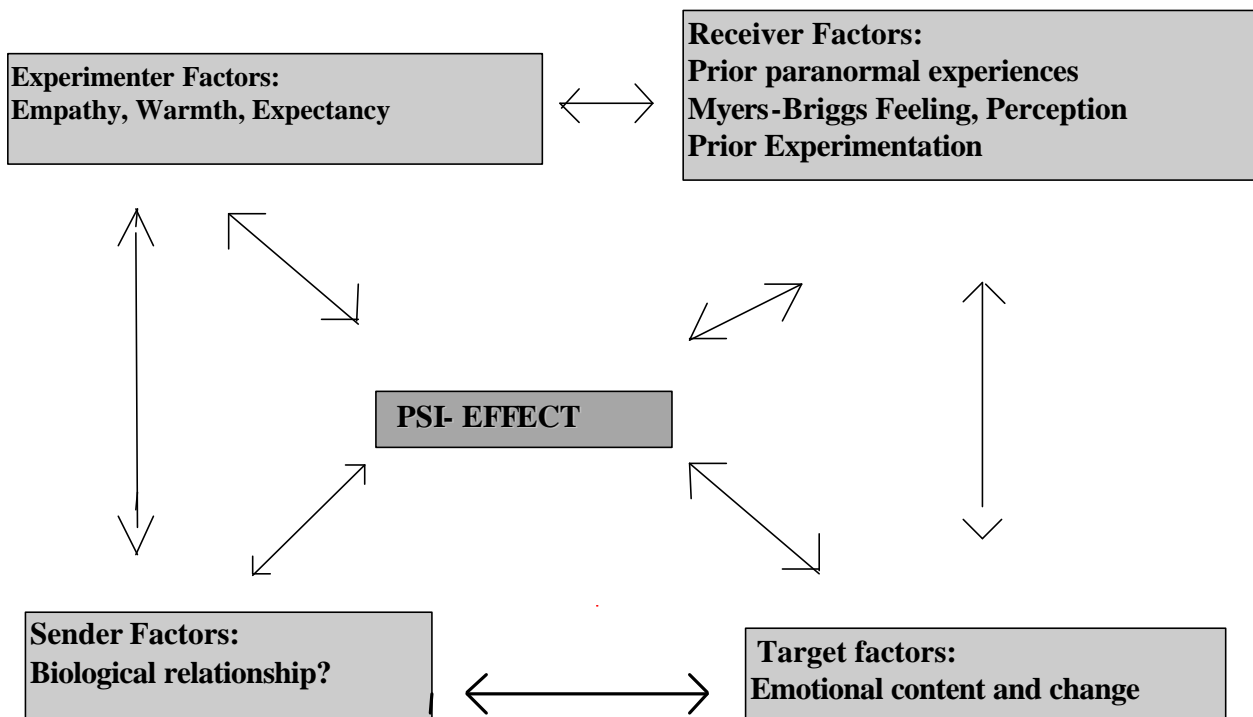 Experimenter Factors:
Empathy, Warmth, Expectancy
Receiver Factors:
Prior paranormal experiences
Myers-Briggs Feeling, Perception
Prior Experimentation
PSI- EFFECT
Sender Factors:
Biological relationship?
Target factors:
Emotional content and change